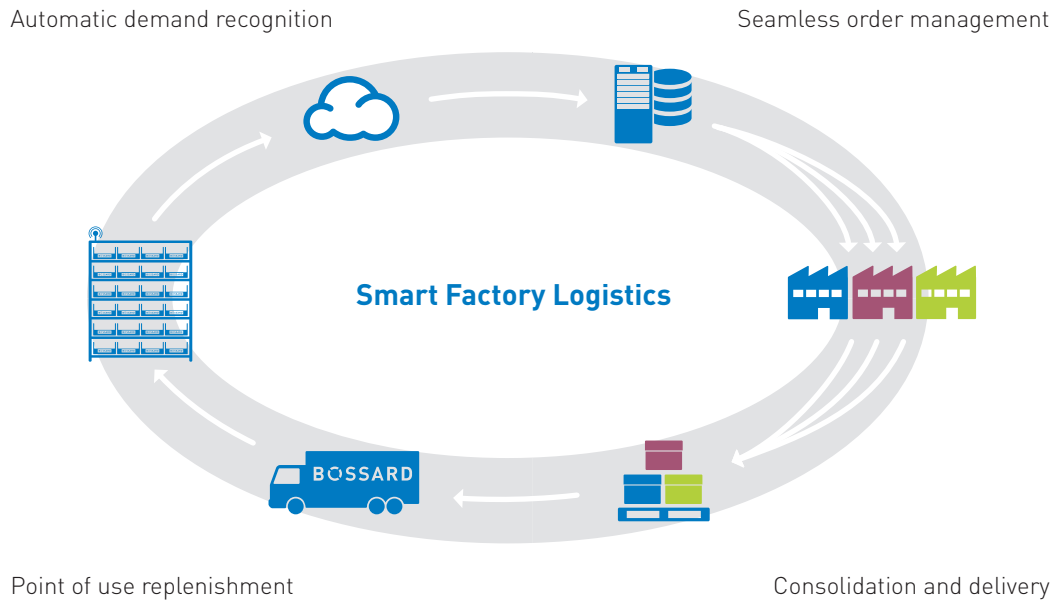 Automatic demand recognition
Seamless order management
Smart Factory Logistics
BOSSARD
Point of use replenishment
Consolidation and delivery